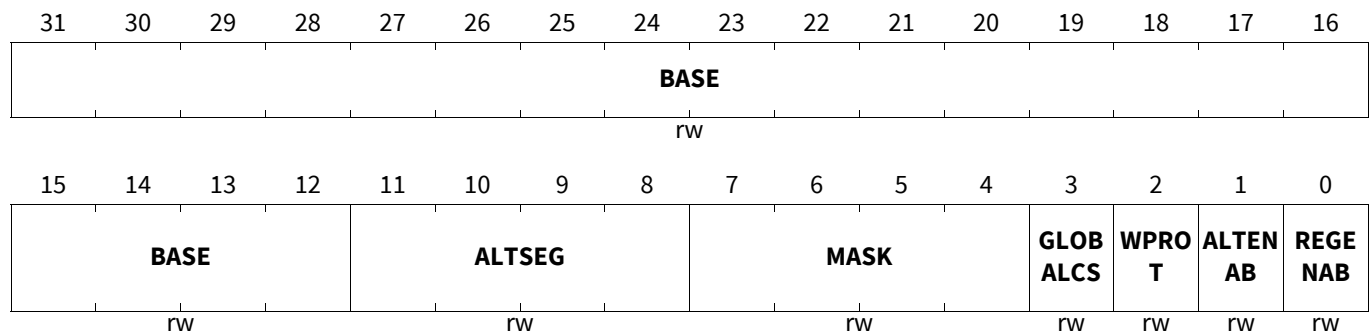 31 30 29 28 27 26 25 24 23 22 21 20 19 18 17 16
BASE
rw
15 14 13 12 11 10 9 8 7 6 5 4 3 2 1 0
BASE ALTSEG MASK GLOB WPRO ALTEN REGE
ALCS T AB NAB
rw rw rw rw rw rw rw